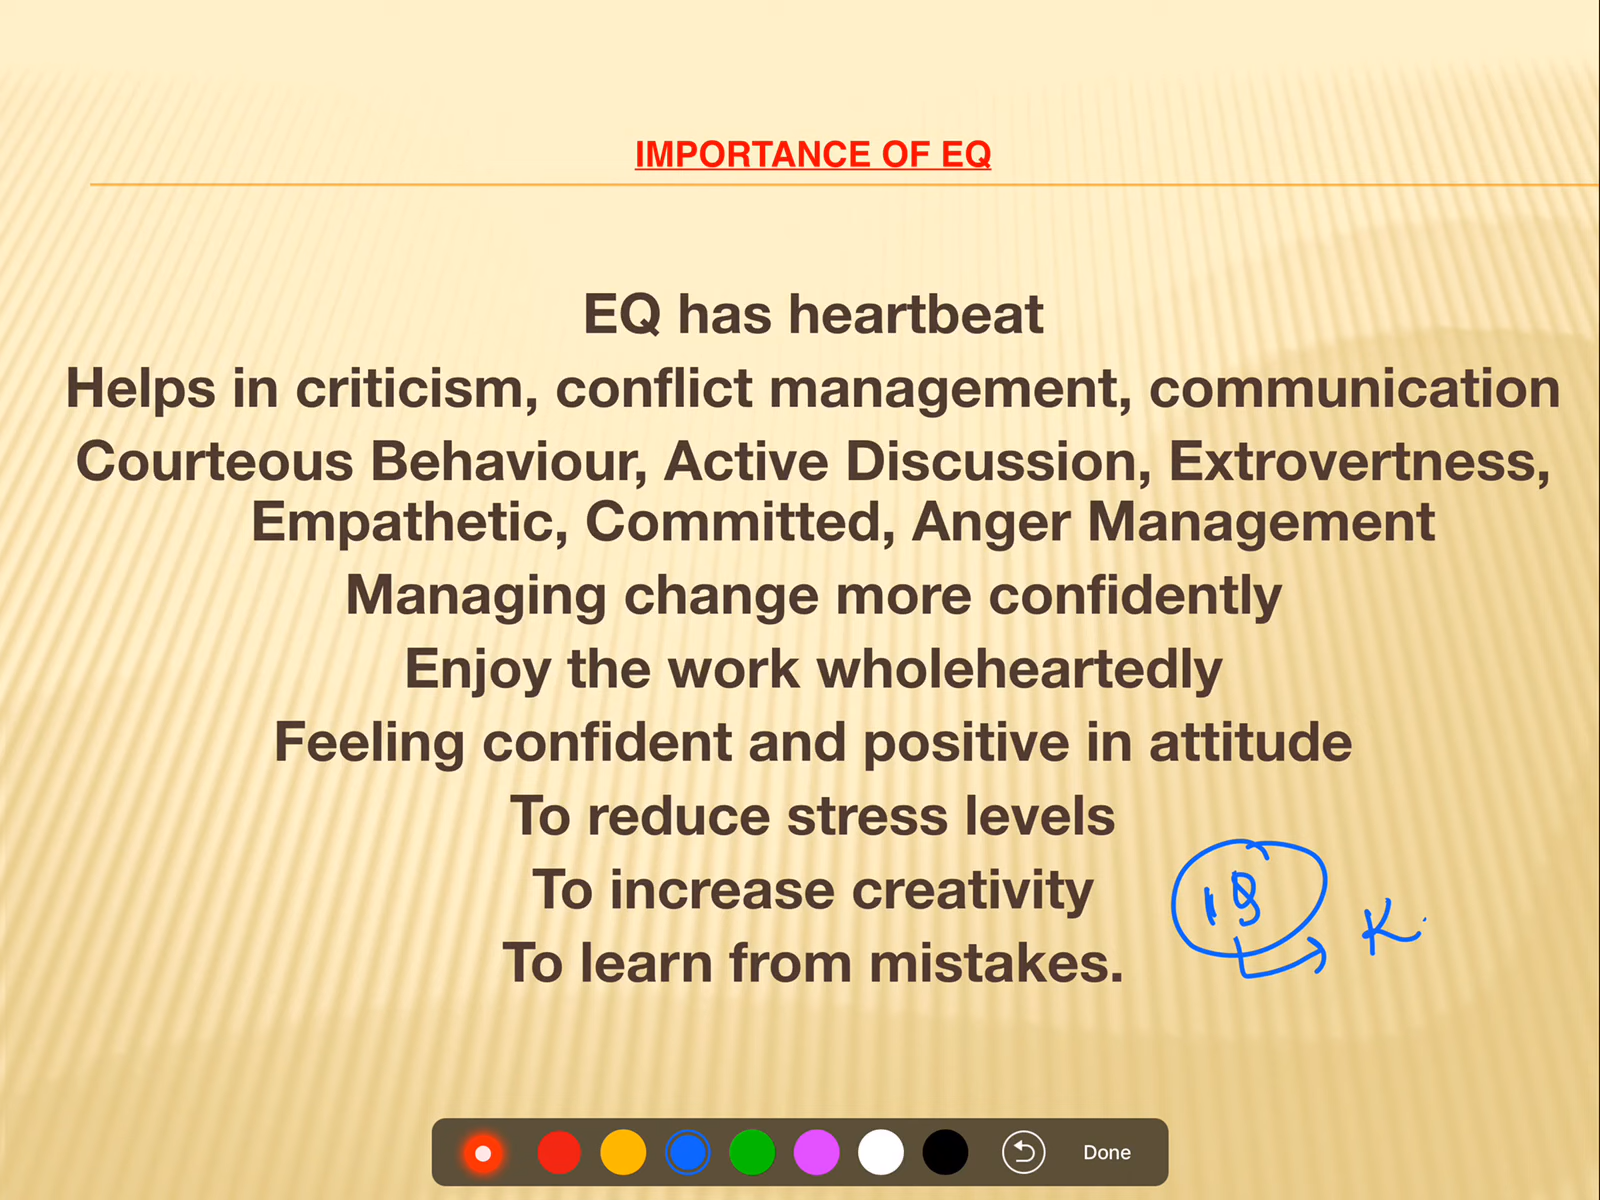 IMPORTANCE OF EQ
EQ has heartbeat
Helps in criticism, conflict management, communication
Courteous Behaviour, Active Discussion, Extrovertness,
Empathetic, Committed, Anger Management
Managing change more confidently
Enjoy the work wholeheartedly
Feeling confident and positive in attitude
To reduce stress levels
To increase creativity
To learn from mistakes.
IQ
K
Done